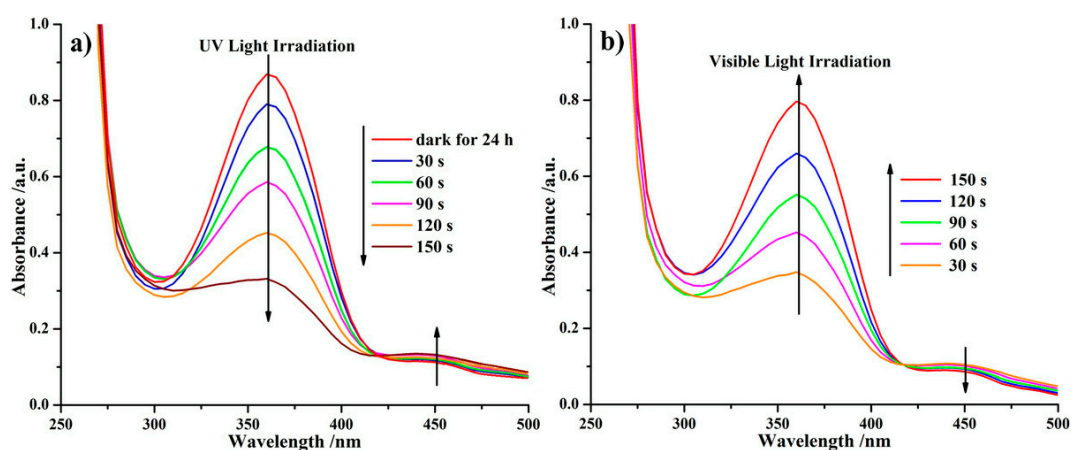 a)
UV Light Irradiation
dark for 24 h
30 s
60 s
90 s
120 s
150 s
1.0
0.8
0.6
0.4
0.2
0.0
Absorbance /a.u.
250 300 350 400 450 500
Wavelength /nm
b)
Visible Light Irradiation
150 s
120 s
90 s
60 s
30 s
1.0
0.8
0.6
0.4
0.2
0.0
Absorbance /a.u.
250 300 350 400 450 500
Wavelength /nm